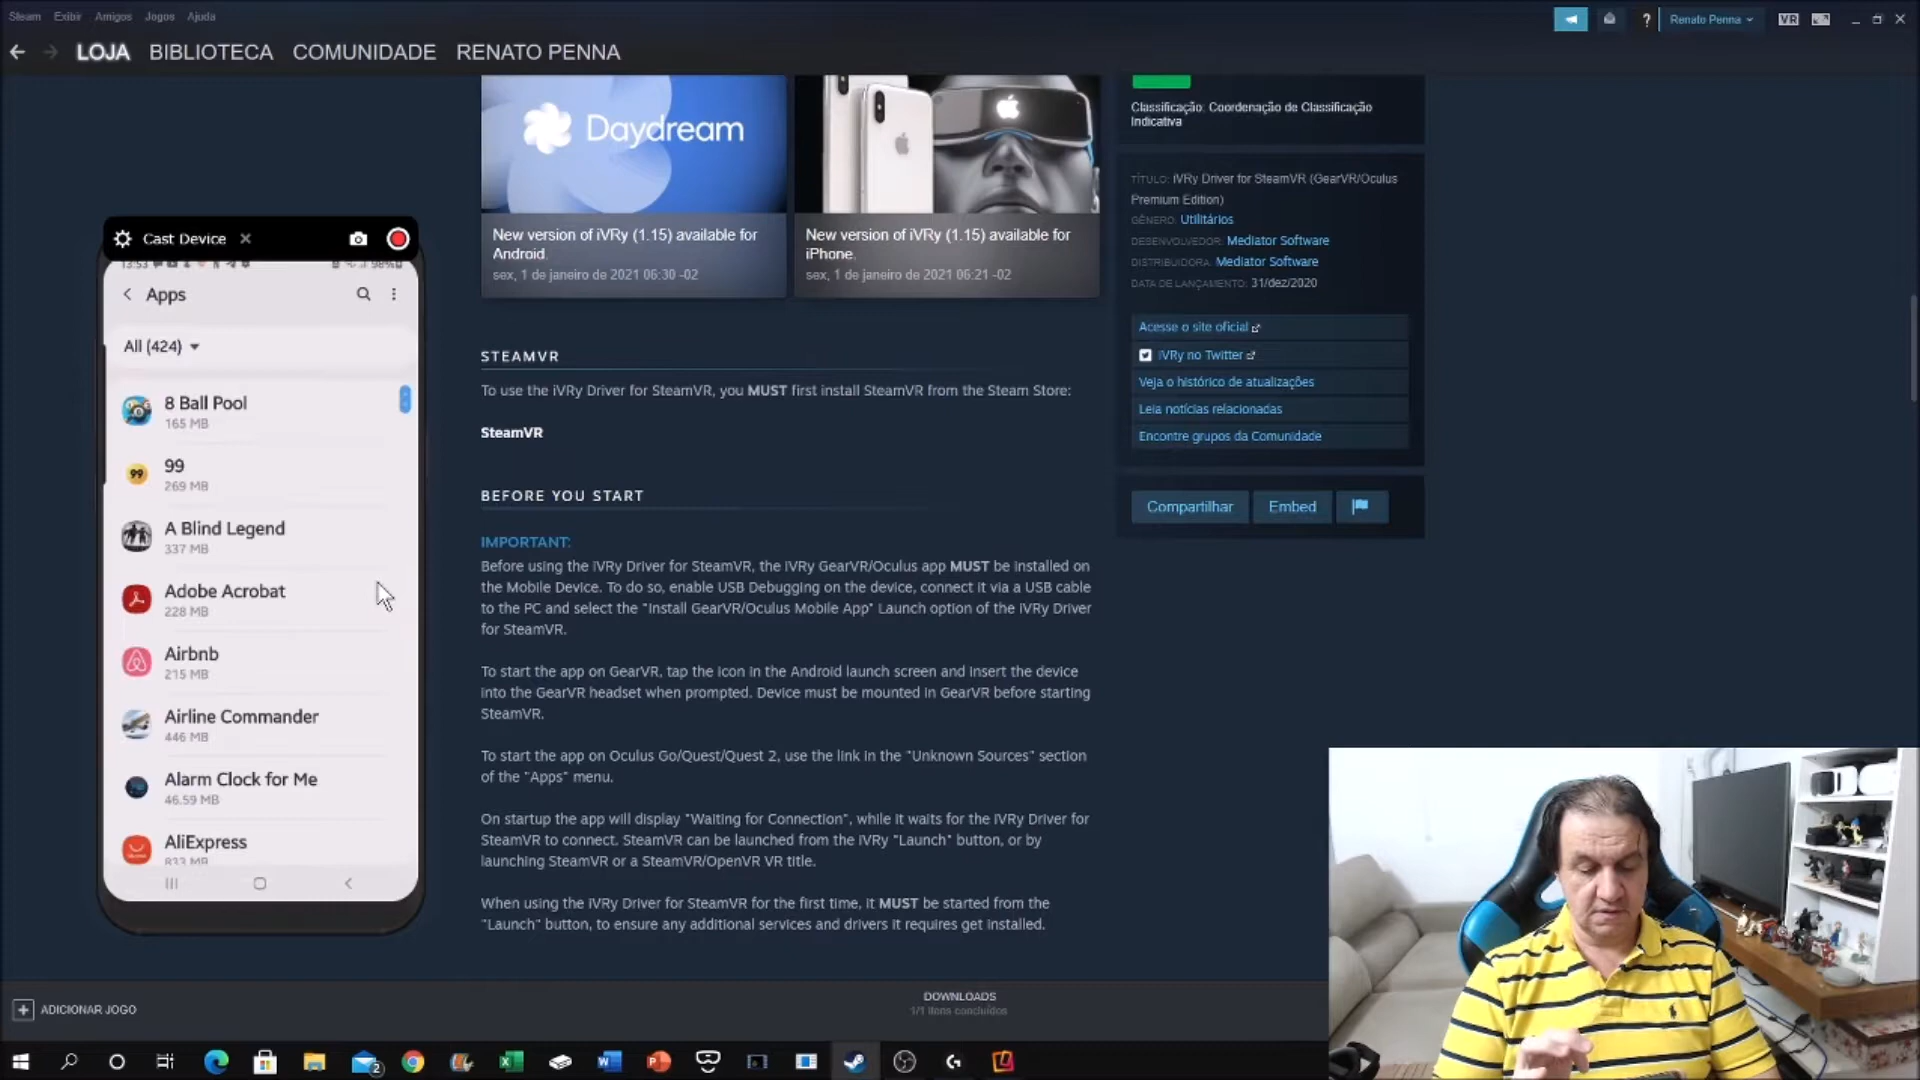 Steam Exibir Amigos Jogos Ajuda
? Renato Penna VR
LOJA BIBLIOTECA COMUNIDADE RENATO PENNA
Daydream
New version of iVRy (1.15) available for
Android.
sex, 1 de janeiro de 2021 06:30 -02
New version of iVRy (1.15) available for
iPhone.
sex, 1 de janeiro de 2021 06:21 -02
Classificação: Coordenação de Classificação
Indicativa
TÍTULO: iVRy Driver for SteamVR (GearVR/Oculus
Premium Edition)
GÊNERO: Utilitários
DESENVOLVEDOR: Mediator Software
DISTRIBUIDORA: Mediator Software
DATA DE LANÇAMENTO: 31/dez/2020
Acesse o site oficial
iVRy no Twitter
Veja o histórico de atualizações
Leia notícias relacionadas
Encontre grupos da Comunidade
Compartilhar Embed
Cast Device
13:53 98%
Apps
All (424)
8 Ball Pool
165 MB
99
269 MB
A Blind Legend
337 MB
Adobe Acrobat
228 MB
Airbnb
215 MB
Airline Commander
446 MB
Alarm Clock for Me
46.59 MB
AliExpress
833 MB
STEAMVR
To use the iVRy Driver for SteamVR, you MUST first install SteamVR from the Steam Store:
SteamVR
BEFORE YOU START
IMPORTANT:
Before using the iVRy Driver for SteamVR, the iVRy GearVR/Oculus app MUST be installed on
the Mobile Device. To do so, enable USB Debugging on the device, connect it via a USB cable
to the PC and select the "Install GearVR/Oculus Mobile App" Launch option of the iVRy Driver
for SteamVR.
To start the app on GearVR, tap the icon in the Android launch screen and insert the device
into the GearVR headset when prompted. Device must be mounted in GearVR before starting
SteamVR.
To start the app on Oculus Go/Quest/Quest 2, use the link in the "Unknown Sources" section
of the "Apps" menu.
On startup the app will display "Waiting for Connection", while it waits for the iVRy Driver for
SteamVR to connect. SteamVR can be launched from the iVRy "Launch" button, or by
launching SteamVR or a SteamVR/OpenVR VR title.
When using the iVRy Driver for SteamVR for the first time, it MUST be started from the
"Launch" button, to ensure any additional services and drivers it requires get installed.
+ ADICIONAR JOGO
DOWNLOADS
1/1 itens concluídos